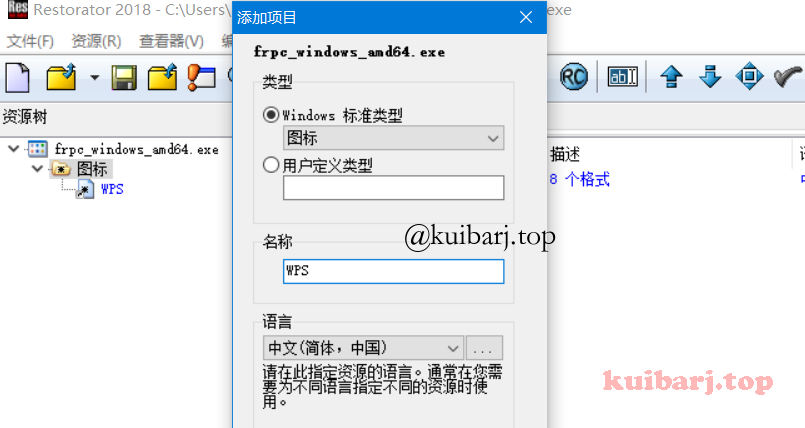 Res
Restorator 2018 - C:\Users\
exe
添加项目
文件(F) 资源(R) 查看器(V)
frpc_windows_amd64.exe
类型
RC
ab
资源树
Windows 标准类型
图标
描述
frpc_windows_amd64.exe
图标
用户定义类型
8 个格式
WPS
名称
@kuibarj.top
WPS
语言
中文(简体，中国)
...
请在此指定资源的语言。通常在您需
要为不同语言指定不同的资源时使
用。
kuibarj.top